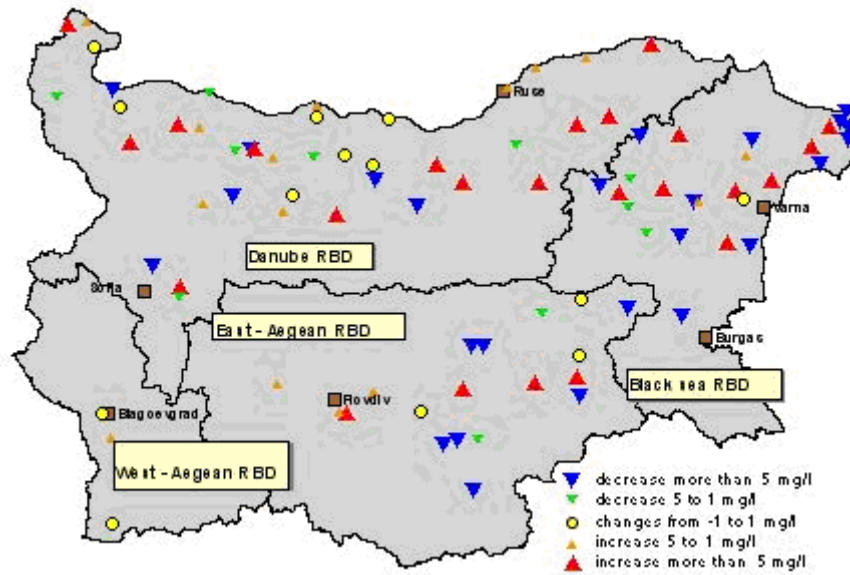 Ruse
Varna
Danube RBD
Sofia
East-Aegean RBD
Burgas
Black sea RBD
Plovdiv
Blagoevgrad
West-Aegean RBD
decrease more than 5 mg/l
decrease 5 to 1 mg/l
changes from -1 to 1 mg/l
increase 5 to 1 mg/l
increase more than 5 mg/l